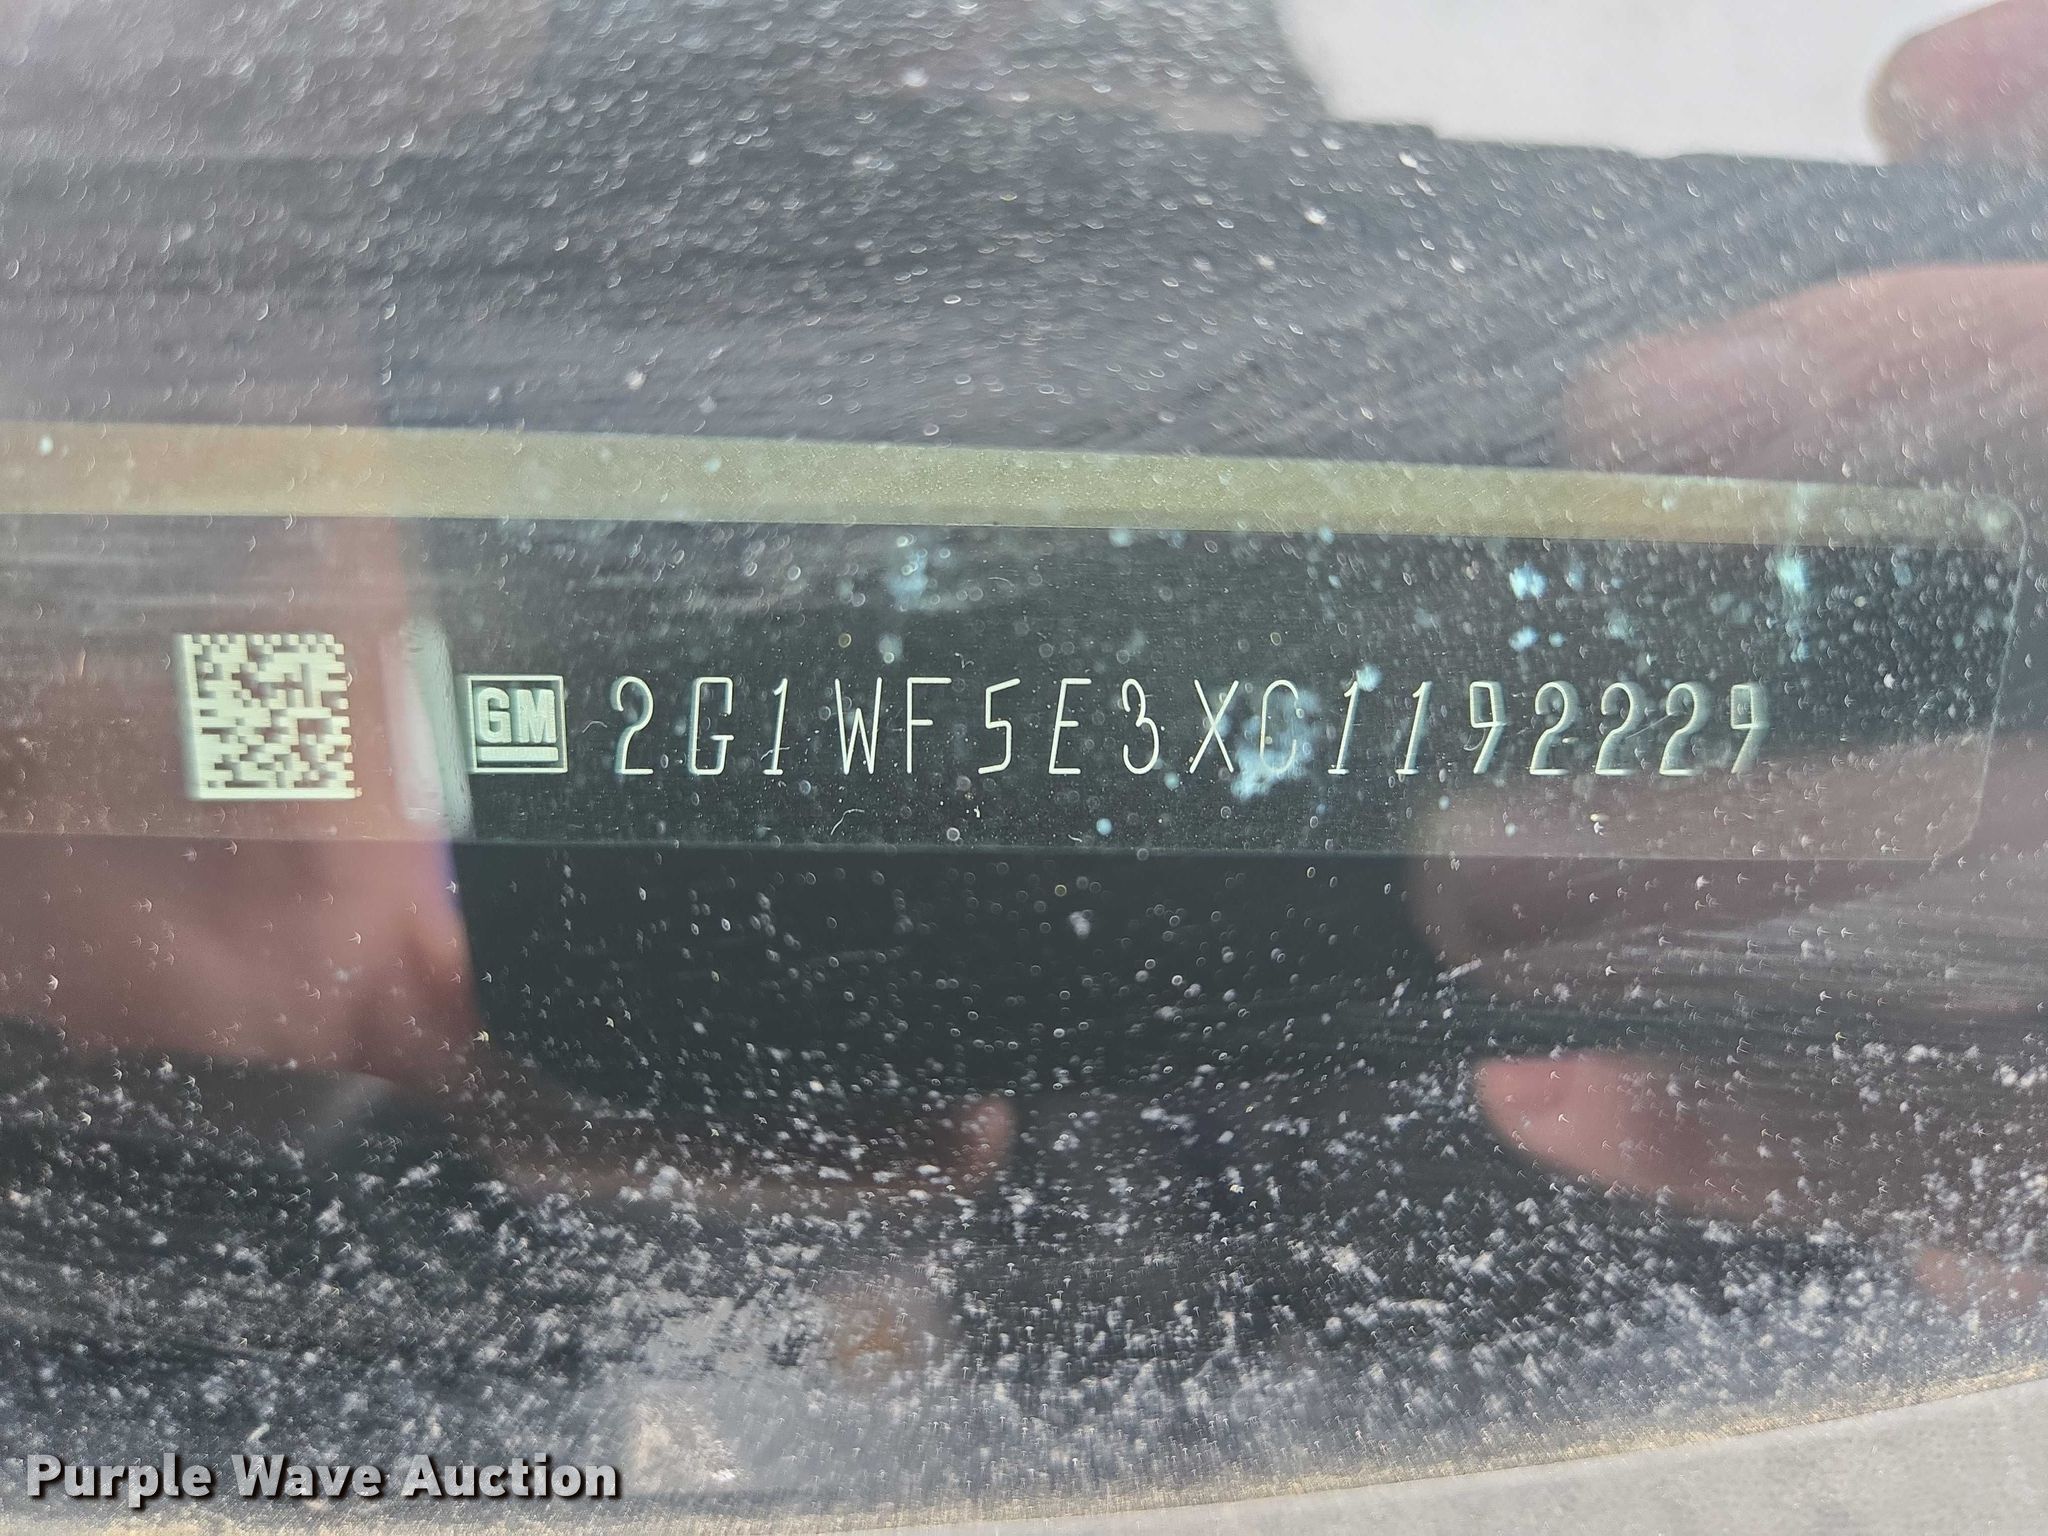 GM 2G1WF5E3XC1192229
Purple Wave Auction